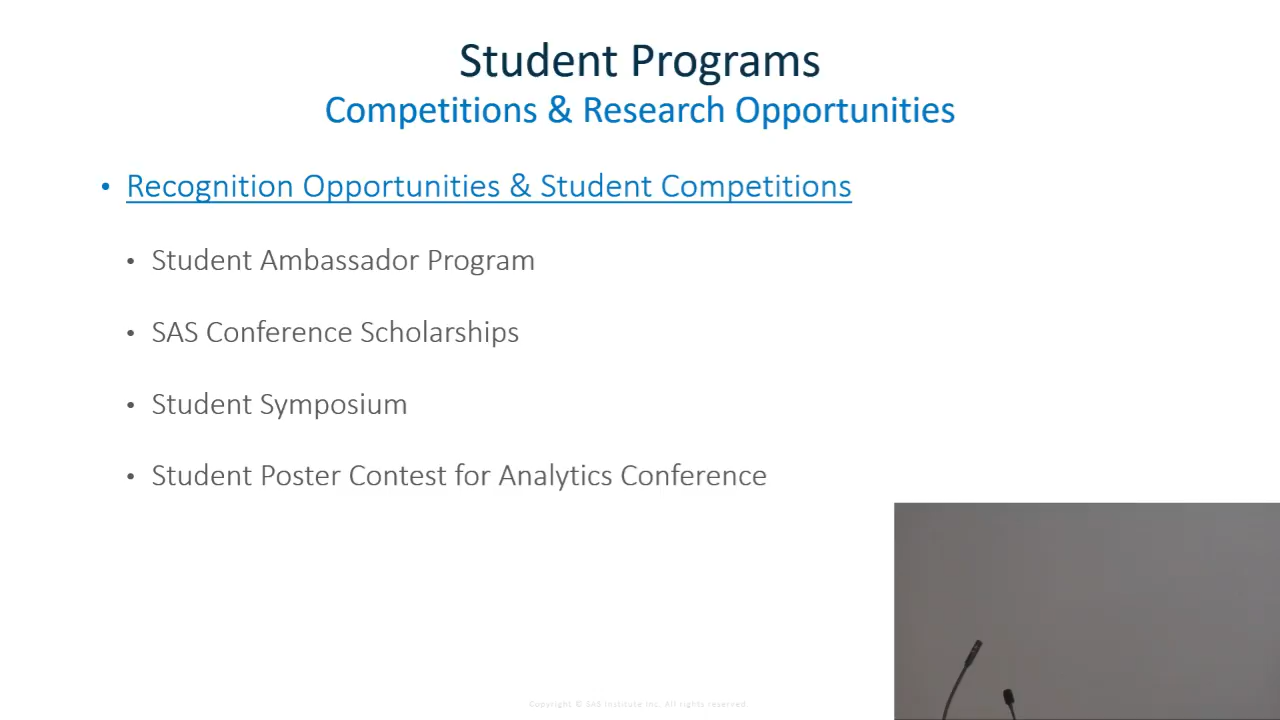 Student Programs
Competitions & Research Opportunities
• Recognition Opportunities & Student Competitions
• Student Ambassador Program
• SAS Conference Scholarships
• Student Symposium
• Student Poster Contest for Analytics Conference
Copyright © SAS Institute Inc. All rights reserved.